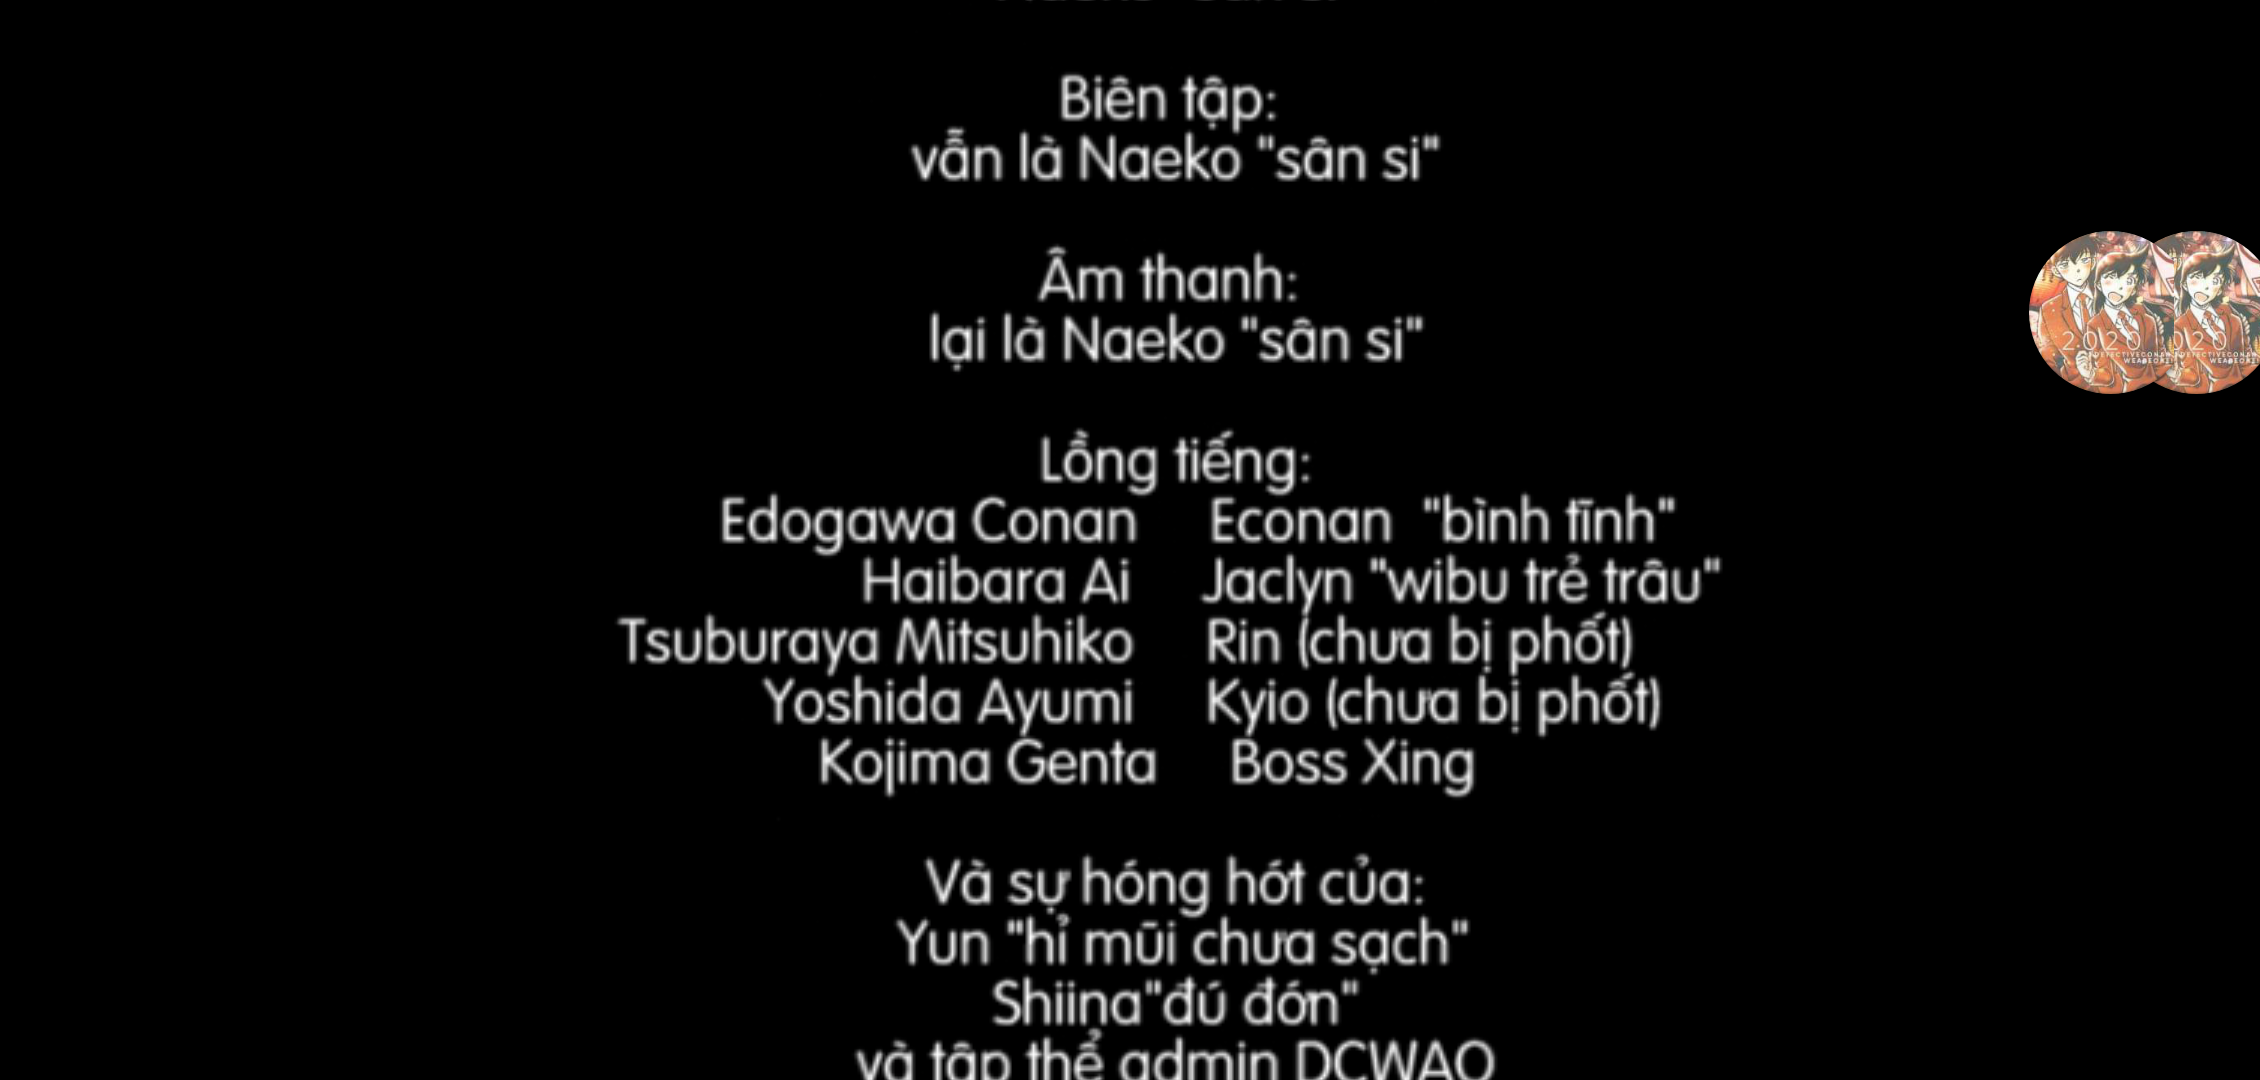 Biên tập:
vẫn là Naeko "sân si"
Âm thanh:
lại là Naeko "sân si"
Lồng tiếng:
Edogawa Conan Econan "bình tĩnh"
Haibara Ai Jaclyn "wibu trẻ trâu"
Tsuburaya Mitsuhiko Rin (chưa bị phốt)
Yoshida Ayumi Kyio (chưa bị phốt)
Kojima Genta Boss Xing
Và sự hóng hớt của:
Yun "hỉ mũi chưa sạch"
Shiina"đú đớn"
và tập thể admin DCWAO
2020